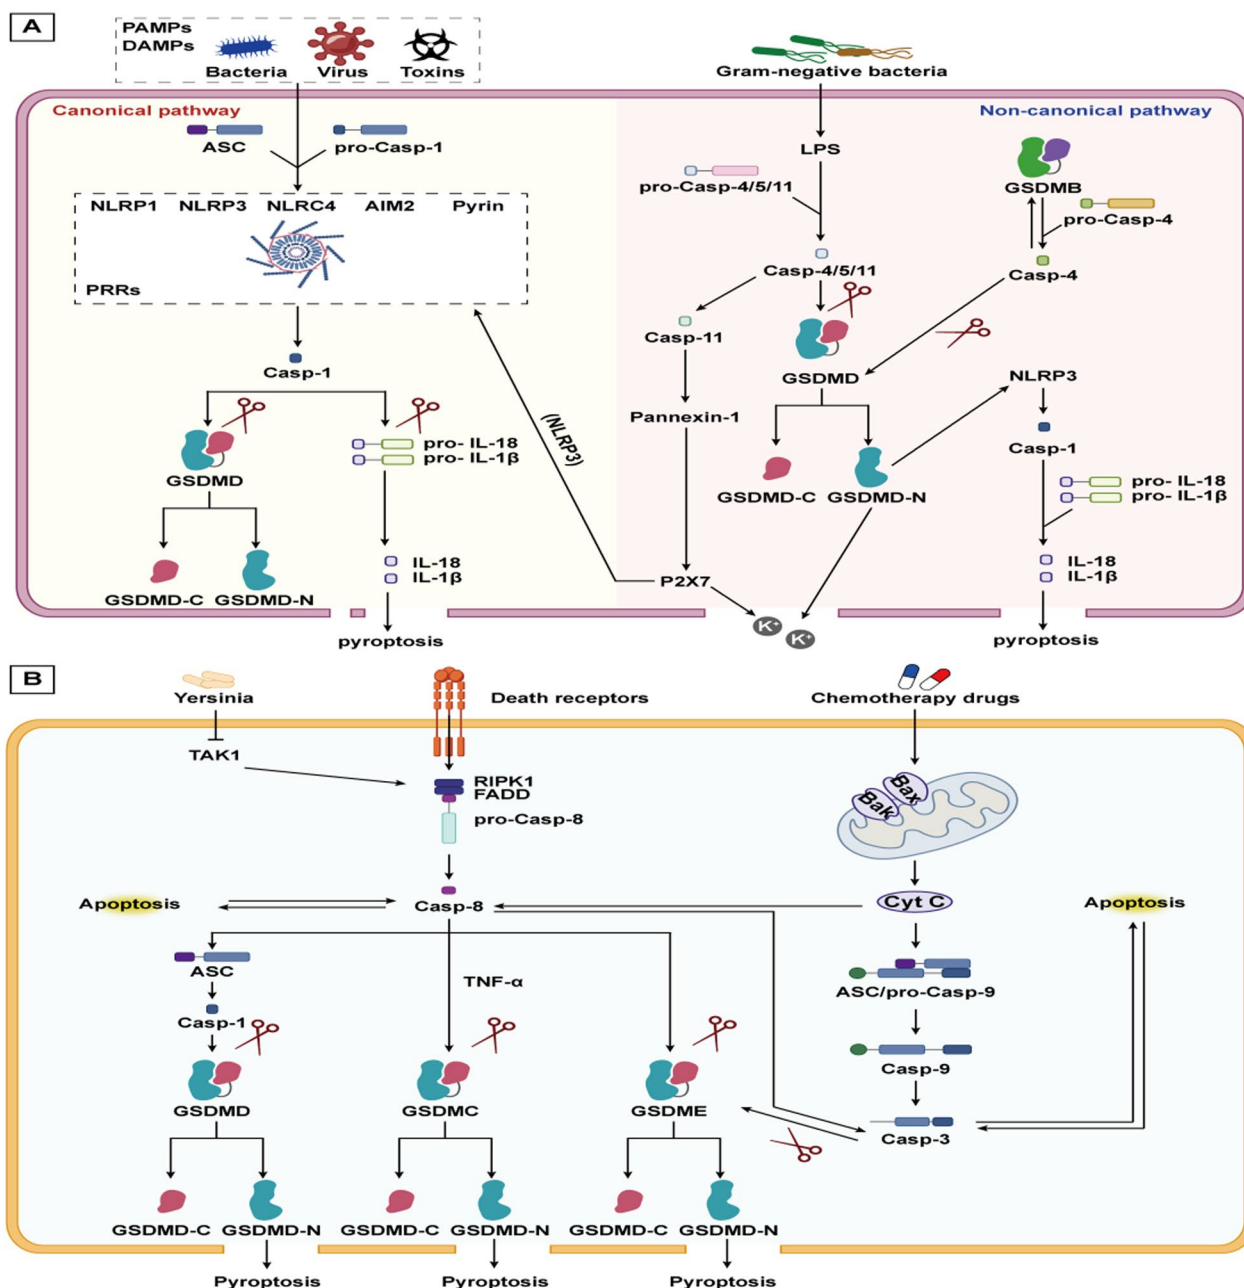 A
PAMPs
DAMPs
Bacteria
Virus
Toxins
Gram-negative bacteria
Canonical pathway
Non-canonical pathway
ASC
pro-Casp-1
NLRP1
NLRP3
NLRC4
AIM2
Pyrin
PRRs
Casp-1
GSDMD
pro- IL-18
pro- IL-1β
GSDMD-C
GSDMD-N
IL-18
IL-1β
pyroptosis
(NLRP3)
LPS
pro-Casp-4/5/11
Casp-4/5/11
Casp-11
Pannexin-1
P2X7
GSDMD
GSDMD-C
GSDMD-N
K⁺
K⁺
GSDMB
pro-Casp-4
Casp-4
NLRP3
Casp-1
pro- IL-18
pro- IL-1β
IL-18
IL-1β
pyroptosis
B
Yersinia
Death receptors
Chemotherapy drugs
TAK1
RIPK1
FADD
pro-Casp-8
Bak
Bax
Apoptosis
Casp-8
Cyt C
Apoptosis
ASC
TNF-α
ASC/pro-Casp-9
Casp-1
Casp-9
GSDMD
GSDMC
GSDME
Casp-3
GSDMD-C
GSDMD-N
GSDMD-C
GSDMD-N
GSDMD-C
GSDMD-N
Pyroptosis
Pyroptosis
Pyroptosis